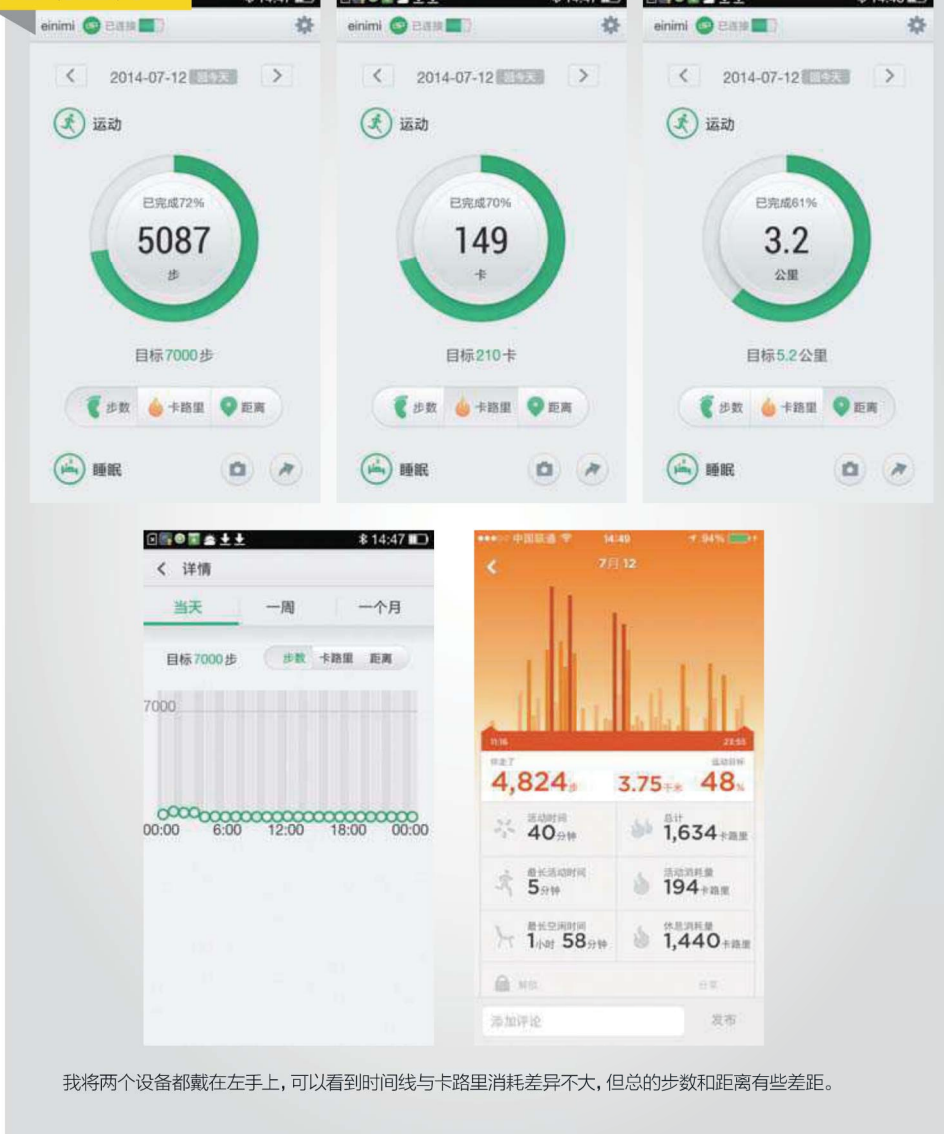 einimi 已连接
2014-07-12 回今天
运动
已完成72%
5087
步
目标7000步
步数 卡路里 距离
睡眠
einimi 已连接
2014-07-12 回今天
运动
已完成70%
149
卡
目标210卡
步数 卡路里 距离
睡眠
einimi 已连接
2014-07-12 回今天
运动
已完成61%
3.2
公里
目标5.2公里
步数 卡路里 距离
睡眠
14:47
详情
当天 一周 一个月
目标7000步 步数 卡路里 距离
7000
00:00 6:00 12:00 18:00 00:00
中国联通 14:49 94%
7月 12
11:16 23:55
你走了 运动目标
4,824步 3.75千米 48%
活动时间 总计
40分钟 1,634卡路里
最长活动时间 活动消耗量
5分钟 194卡路里
最长空闲时间 休息消耗量
1小时 58分钟 1,440卡路里
分享
添加评论 发布
我将两个设备都戴在左手上，可以看到时间线与卡路里消耗差异不大，但总的步数和距离有些差距。